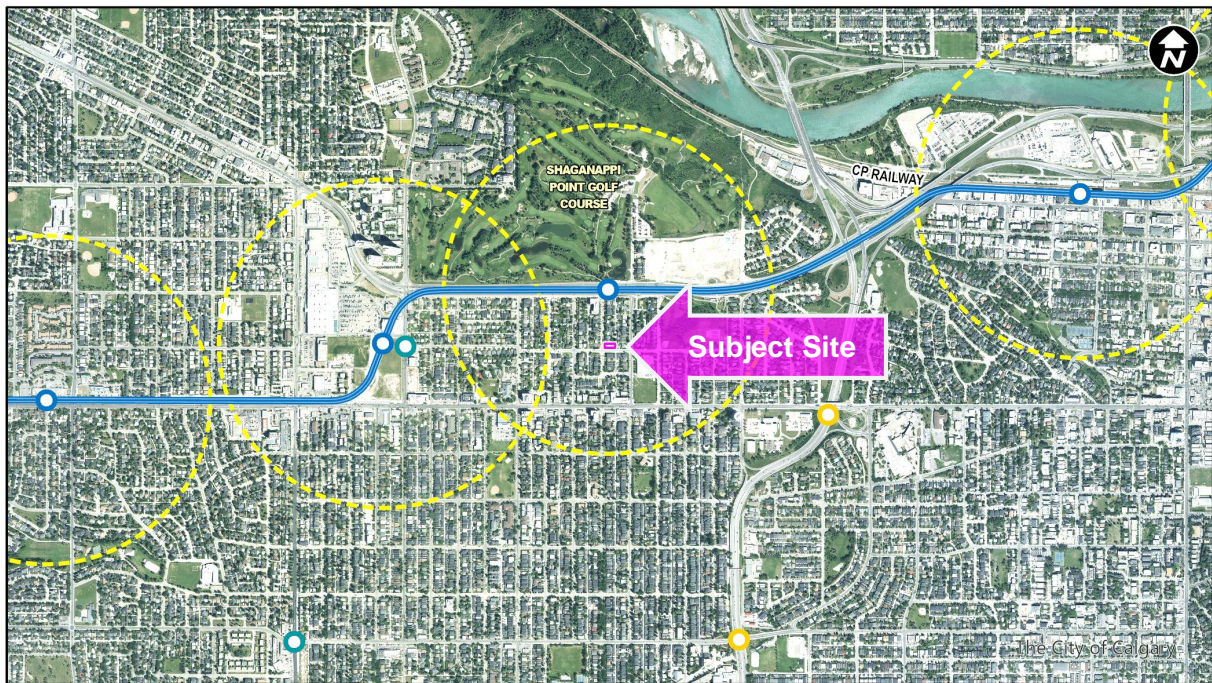 N
SHAGANAPPI
POINT GOLF
COURSE
CP RAILWAY
Subject Site
The City of Calgary